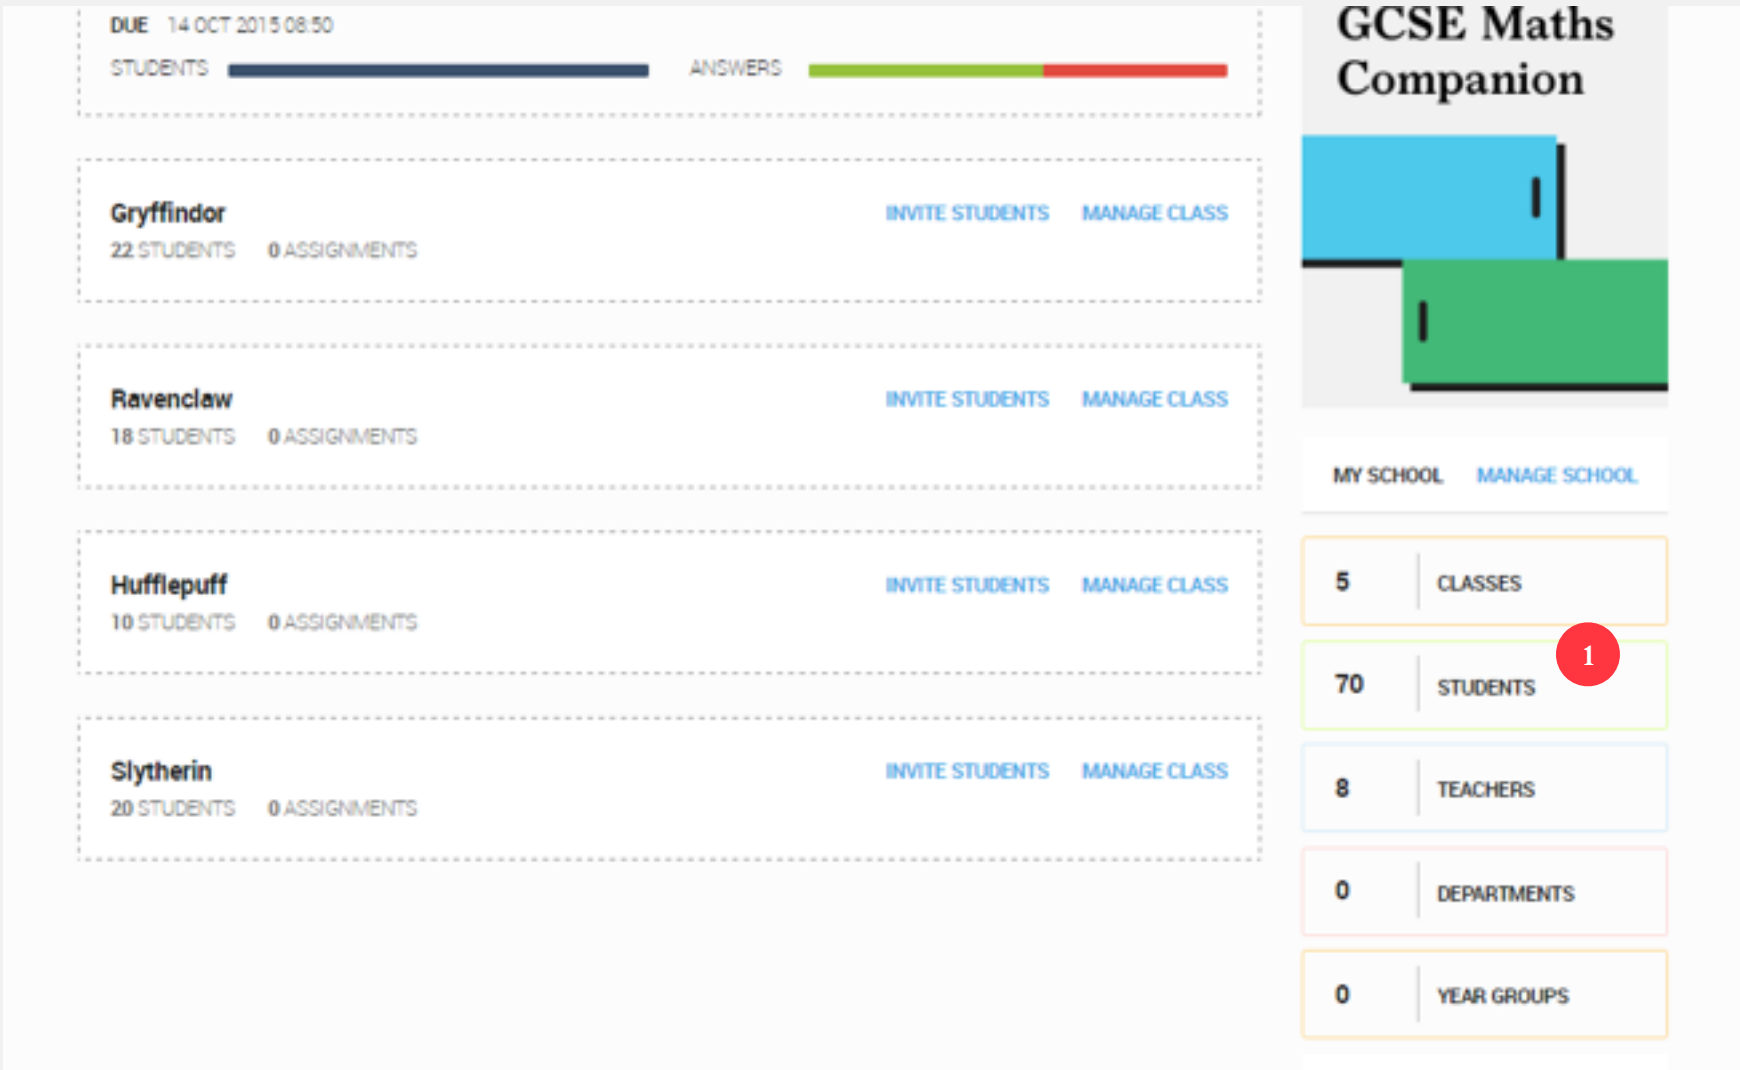 DUE 14 OCT 2015 08:50
STUDENTS ANSWERS
Gryffindor INVITE STUDENTS MANAGE CLASS
22 STUDENTS 0 ASSIGNMENTS
Ravenclaw INVITE STUDENTS MANAGE CLASS
18 STUDENTS 0 ASSIGNMENTS
Hufflepuff INVITE STUDENTS MANAGE CLASS
10 STUDENTS 0 ASSIGNMENTS
Slytherin INVITE STUDENTS MANAGE CLASS
20 STUDENTS 0 ASSIGNMENTS
GCSE Maths
Companion
MY SCHOOL MANAGE SCHOOL
5 CLASSES
1
70 STUDENTS
8 TEACHERS
0 DEPARTMENTS
0 YEAR GROUPS